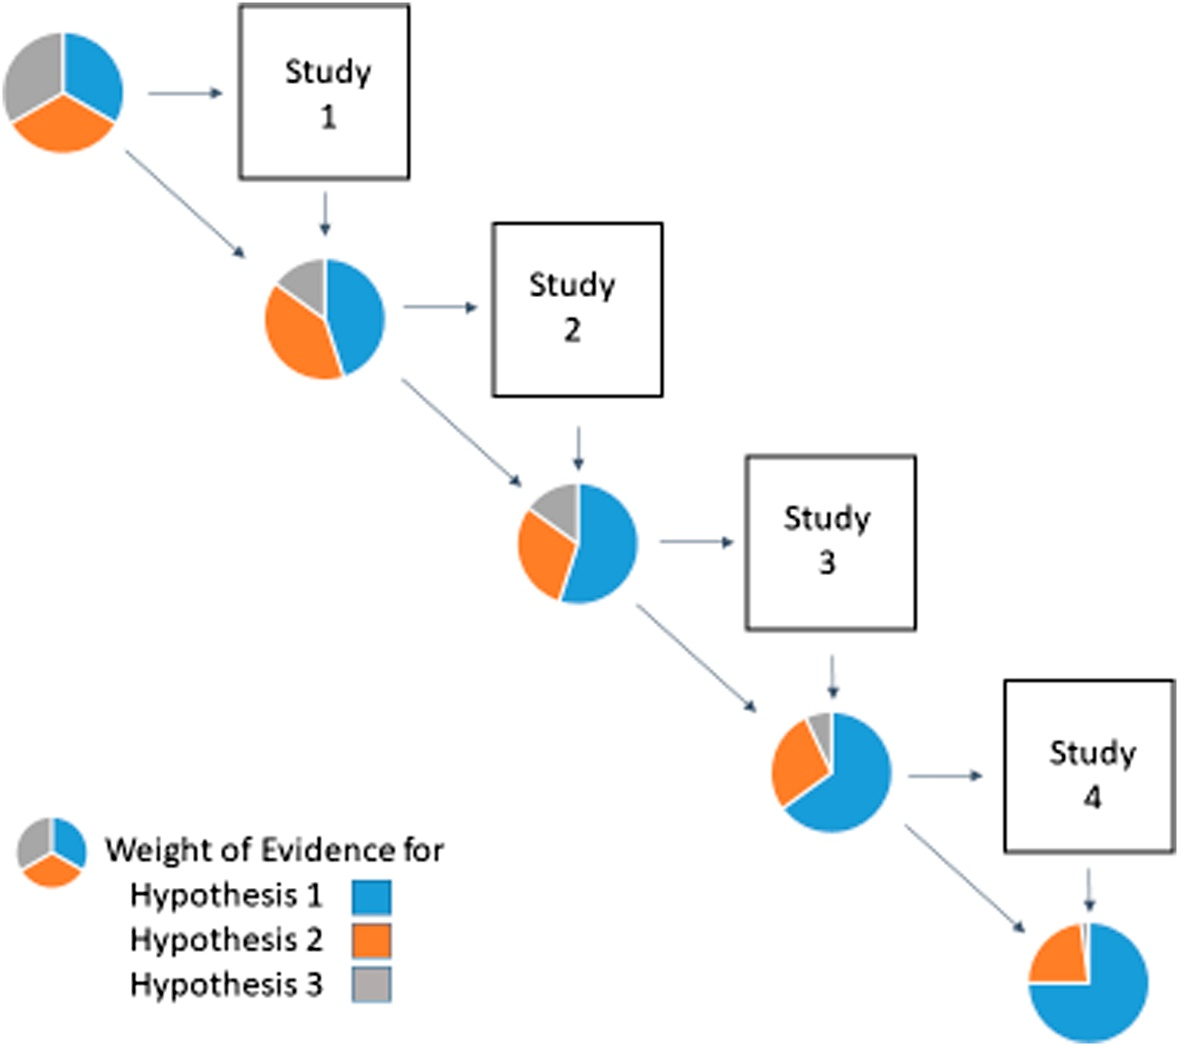 Study
1
Study
2
Study
3
Study
4
Weight of Evidence for
Hypothesis 1
Hypothesis 2
Hypothesis 3